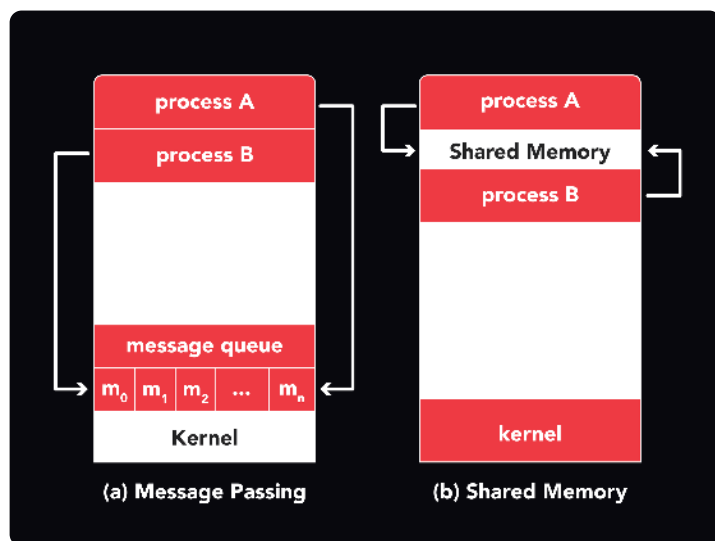 process A
process B
message queue
m₀ m₁ m₂ ... mₙ
Kernel
(a) Message Passing
process A
Shared Memory
process B
kernel
(b) Shared Memory